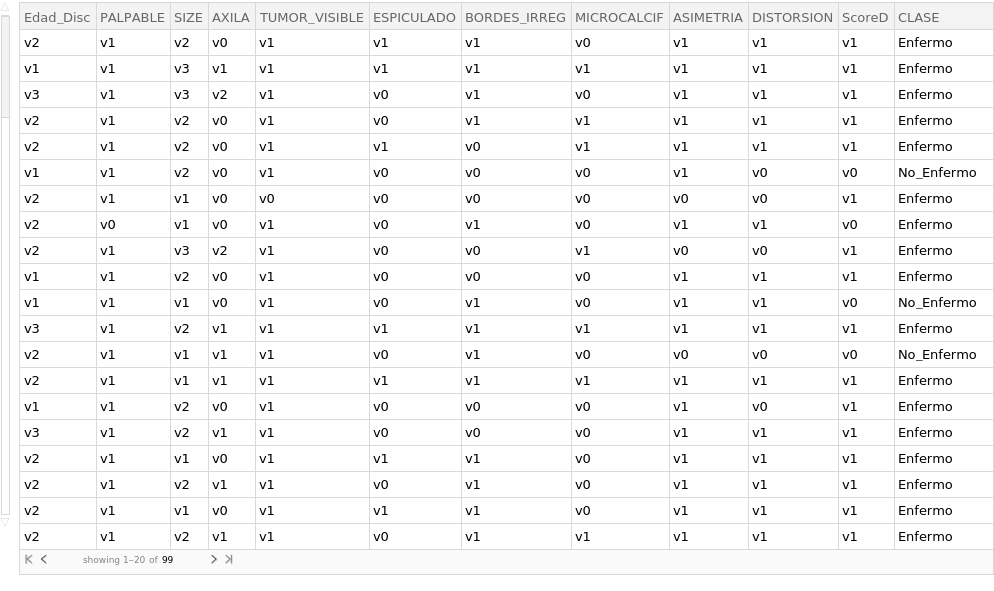 Edad_Disc PALPABLE SIZE AXILA TUMOR_VISIBLE ESPICULADO BORDES_IRREG MICROCALCIF ASIMETRIA DISTORSION ScoreD CLASE
v2 v1 v2 v0 v1 v1 v1 v0 v1 v1 v1 Enfermo
v1 v1 v3 v1 v1 v1 v1 v1 v1 v1 v1 Enfermo
v3 v1 v3 v2 v1 v0 v1 v0 v1 v1 v1 Enfermo
v2 v1 v2 v0 v1 v0 v1 v1 v1 v1 v1 Enfermo
v2 v1 v2 v0 v1 v1 v0 v1 v1 v1 v1 Enfermo
v1 v1 v2 v0 v1 v0 v0 v0 v1 v0 v0 No_Enfermo
v2 v1 v1 v0 v0 v0 v0 v0 v0 v0 v1 Enfermo
v2 v0 v1 v0 v1 v0 v1 v0 v1 v1 v0 Enfermo
v2 v1 v3 v2 v1 v0 v0 v1 v0 v0 v1 Enfermo
v1 v1 v2 v0 v1 v0 v0 v0 v1 v1 v1 Enfermo
v1 v1 v1 v0 v1 v0 v1 v0 v1 v1 v0 No_Enfermo
v3 v1 v2 v1 v1 v1 v1 v1 v1 v1 v1 Enfermo
v2 v1 v1 v1 v1 v0 v1 v0 v0 v0 v0 No_Enfermo
v2 v1 v1 v1 v1 v1 v1 v1 v1 v1 v1 Enfermo
v1 v1 v2 v0 v1 v0 v0 v0 v1 v0 v1 Enfermo
v3 v1 v2 v1 v1 v0 v0 v0 v1 v1 v1 Enfermo
v2 v1 v1 v0 v1 v1 v1 v0 v1 v1 v1 Enfermo
v2 v1 v2 v1 v1 v0 v1 v0 v1 v1 v1 Enfermo
v2 v1 v1 v0 v1 v1 v1 v0 v1 v1 v1 Enfermo
v2 v1 v2 v1 v1 v0 v1 v1 v1 v1 v1 Enfermo
showing 1–20 of 99